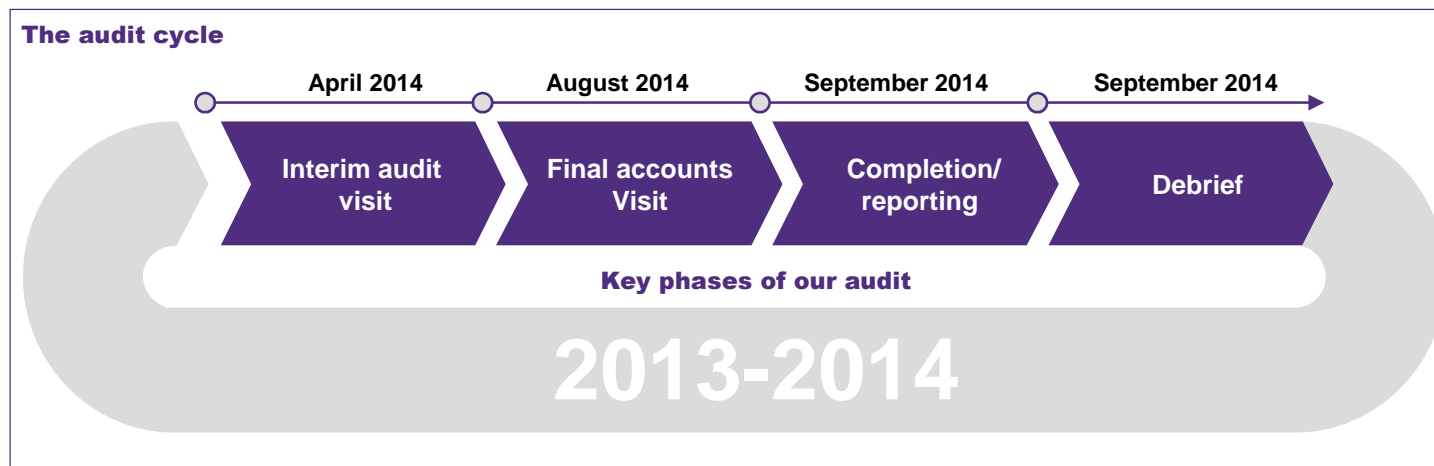 The audit cycle
April 2014
August 2014
September 2014
September 2014
Interim audit
visit
Final accounts
Visit
Completion/
reporting
Debrief
Key phases of our audit
2013-2014